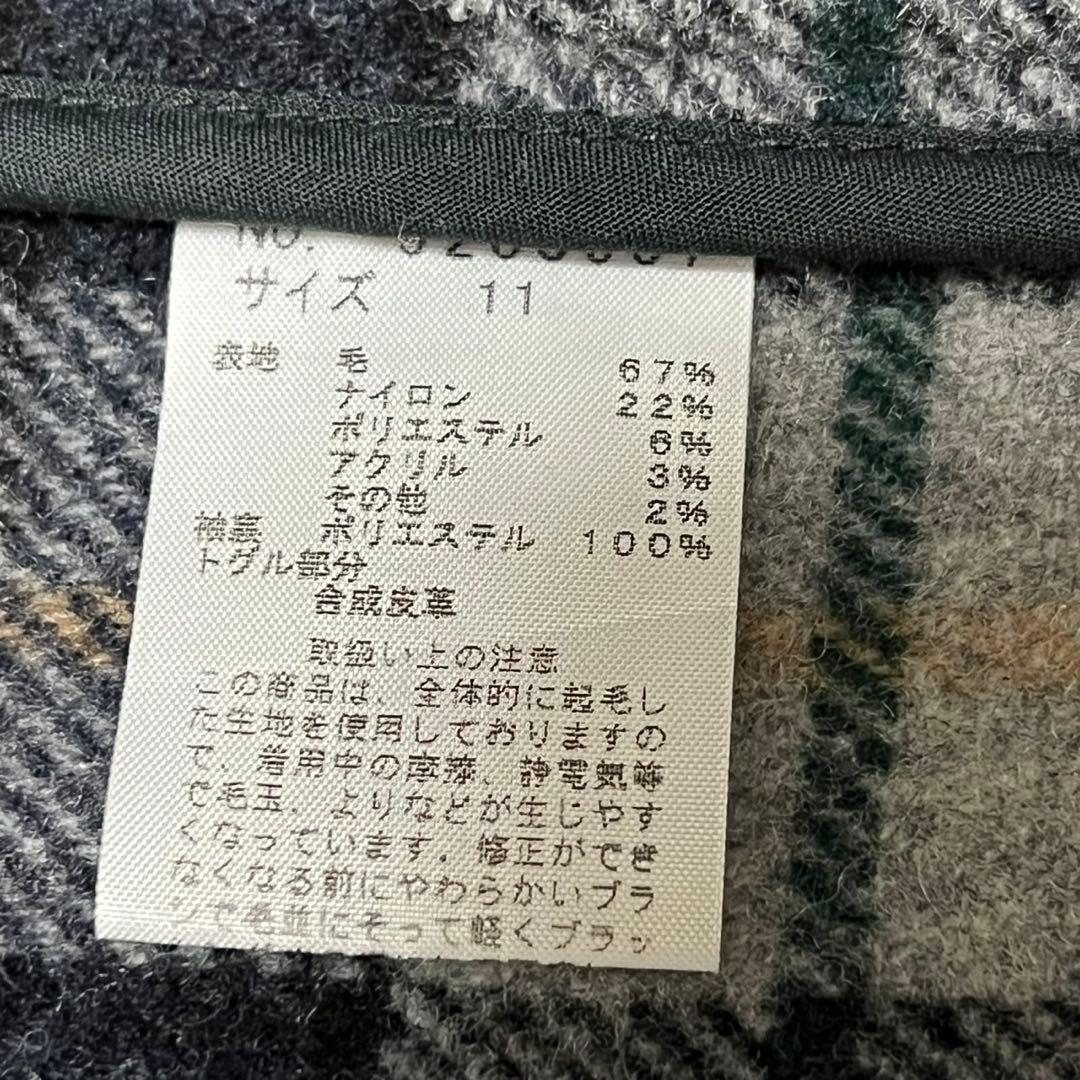 No.
サイズ 11
表地 毛 67%
ナイロン 22%
ポリエステル 6%
アクリル 3%
その他 2%
袖裏 ポリエステル 100%
トグル部分
合成皮革
取扱い上の注意
この商品は、全体的に起毛し
た生地を使用しておりますの
で、着用中の摩擦、静電気等
で毛玉、よりなどが生じやす
くなっています。修正ができ
なくなる前にやわらかいブラ
シで毛並にそって軽くブラッ